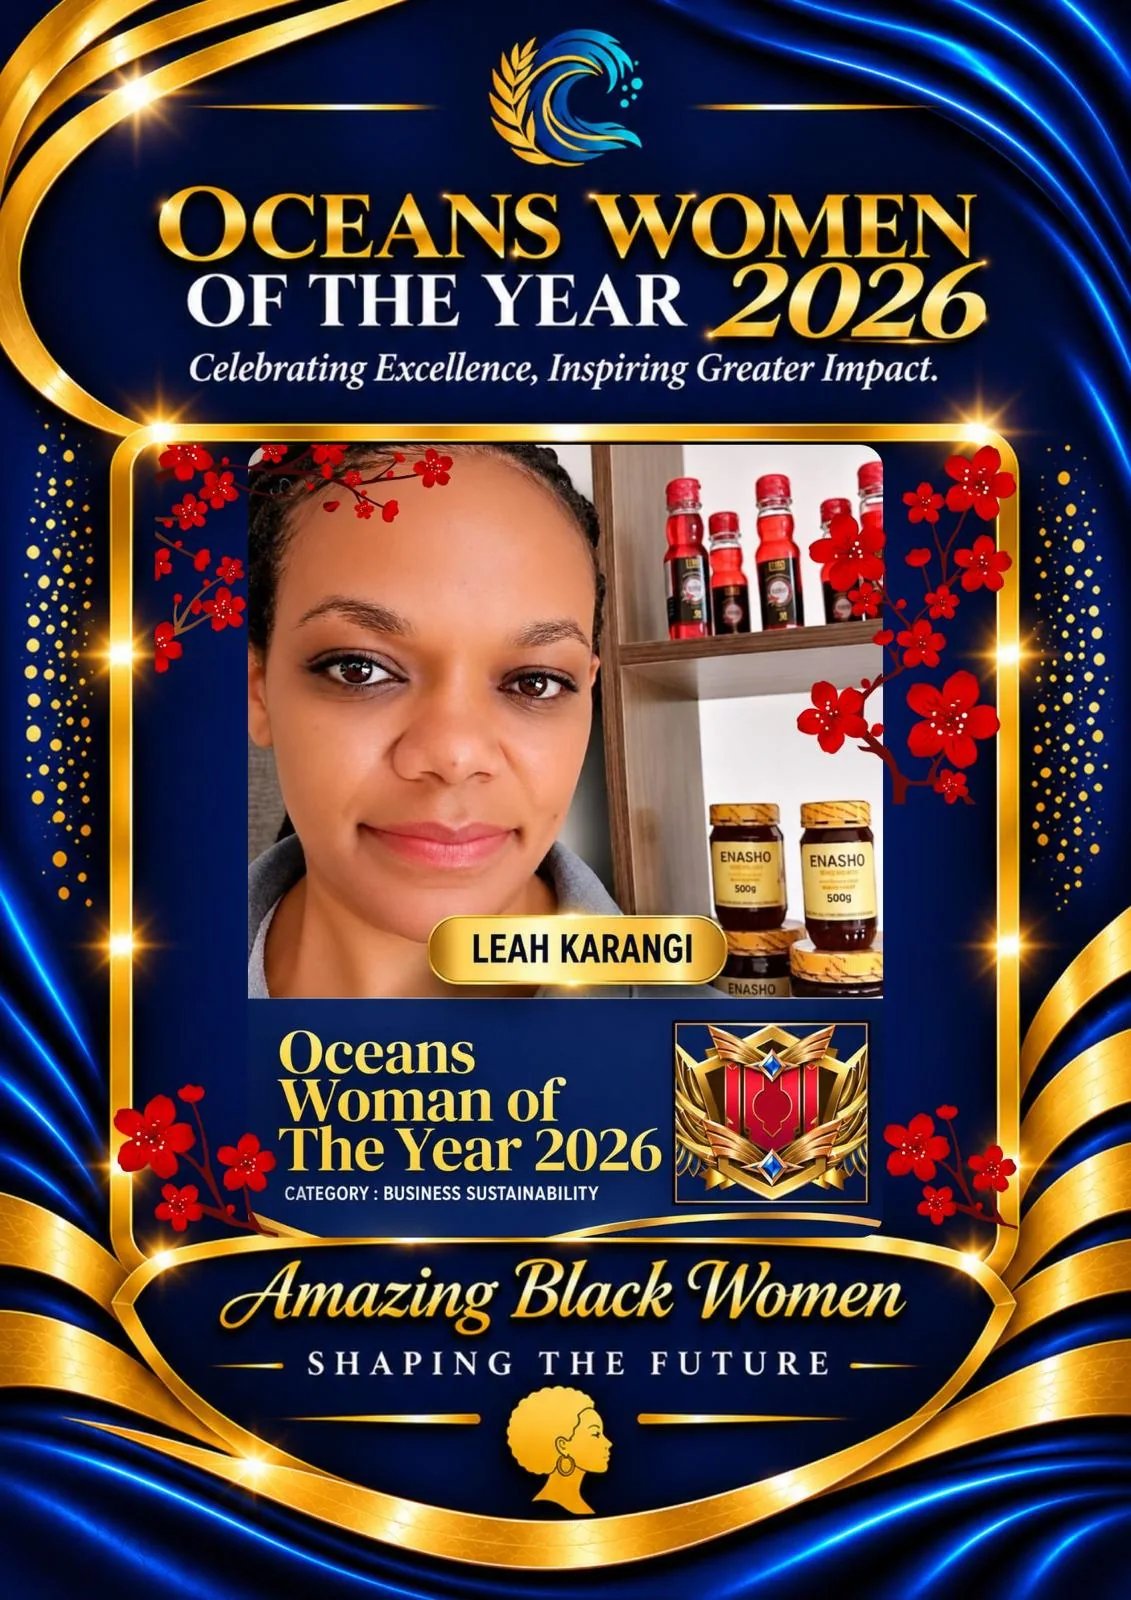 OCEANS WOMEN
OF THE YEAR 2026
Celebrating Excellence, Inspiring Greater Impact.
ENASHO
500g
ENASHO
500g
ENASHO
LEAH KARANGI
Oceans
Woman of
The Year 2026
CATEGORY : BUSINESS SUSTAINABILITY
Amazing Black Women
SHAPING THE FUTURE